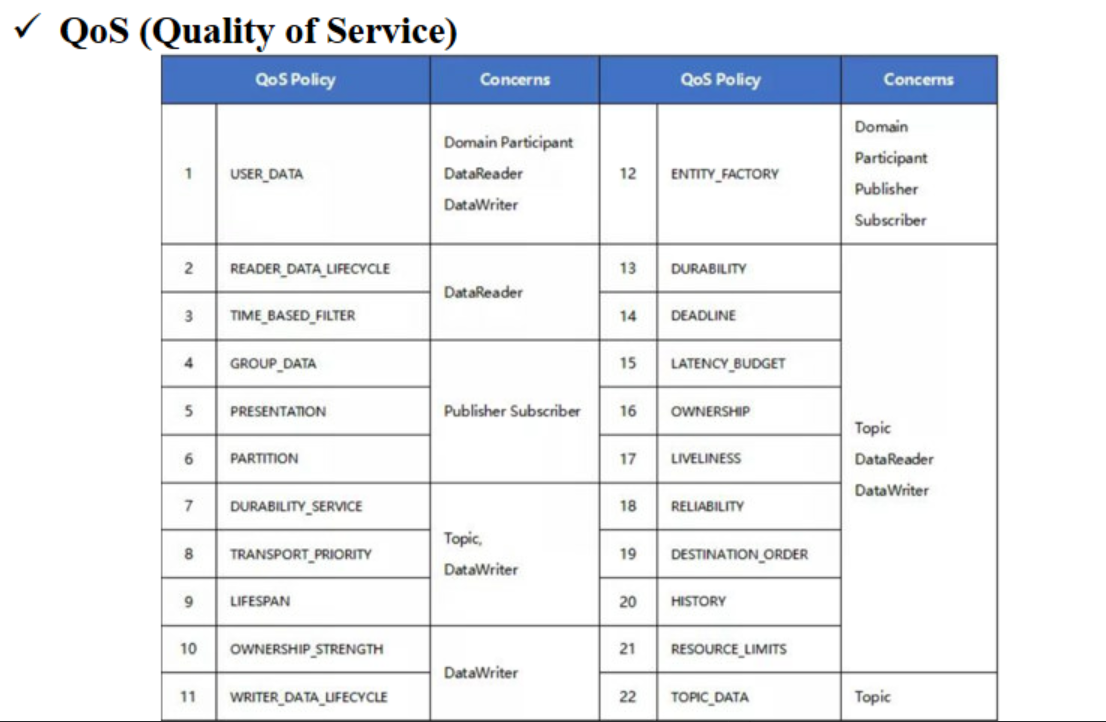 ✓ QoS (Quality of Service)
QoS Policy Concerns QoS Policy Concerns
1 USER_DATA
Domain Participant
DataReader
DataWriter
12 ENTITY_FACTORY
Domain
Participant
Publisher
Subscriber
2 READER_DATA_LIFECYCLE
DataReader
13 DURABILITY
3 TIME_BASED_FILTER
14 DEADLINE
4 GROUP_DATA
15 LATENCY_BUDGET
5 PRESENTATION
Publisher Subscriber
16 OWNERSHIP
Topic
DataReader
DataWriter
6 PARTITION
17 LIVELINESS
7 DURABILITY_SERVICE
18 RELIABILITY
Topic,
DataWriter
8 TRANSPORT_PRIORITY
19 DESTINATION_ORDER
9 LIFESPAN
20 HISTORY
10 OWNERSHIP_STRENGTH
21 RESOURCE_LIMITS
DataWriter
11 WRITER_DATA_LIFECYCLE
22 TOPIC_DATA
Topic